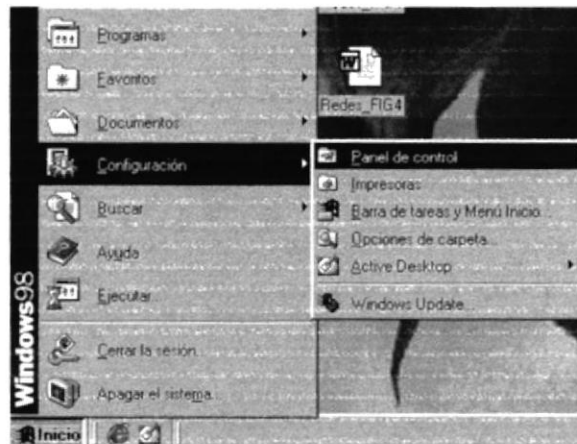 Programas
Favoritos
Redes_FIG4
Documentos
Configuración
Panel de control
Impresoras
Buscar
Barra de tareas y Menú Inicio...
Opciones de carpeta...
Ayuda
Active Desktop
Ejecutar...
Windows Update...
Cerrar la sesión...
Apagar el sistema...
Windows98
Inicio